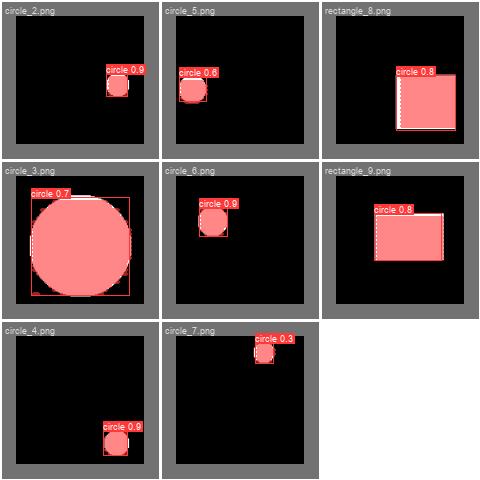 circle_2.png
circle 0.9
circle_5.png
circle 0.6
rectangle_8.png
circle 0.8
circle_3.png
circle 0.7
circle_6.png
circle 0.9
rectangle_9.png
circle 0.8
circle_4.png
circle 0.9
circle_7.png
circle 0.3